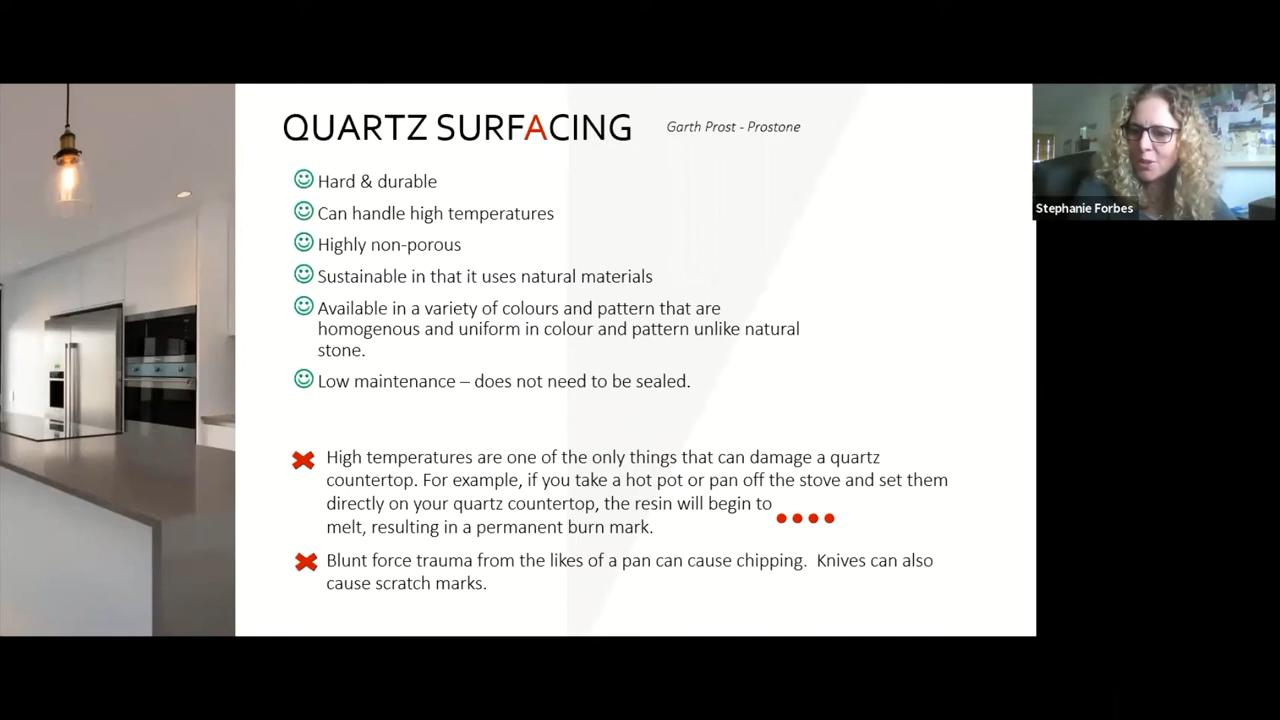 QUARTZ SURFACING
Garth Prost - Prostone
Hard & durable
Can handle high temperatures
Highly non-porous
Sustainable in that it uses natural materials
Available in a variety of colours and pattern that are
homogenous and uniform in colour and pattern unlike natural
stone.
Low maintenance – does not need to be sealed.
High temperatures are one of the only things that can damage a quartz
countertop. For example, if you take a hot pot or pan off the stove and set them
directly on your quartz countertop, the resin will begin to
melt, resulting in a permanent burn mark.
Blunt force trauma from the likes of a pan can cause chipping.  Knives can also
cause scratch marks.
Stephanie Forbes